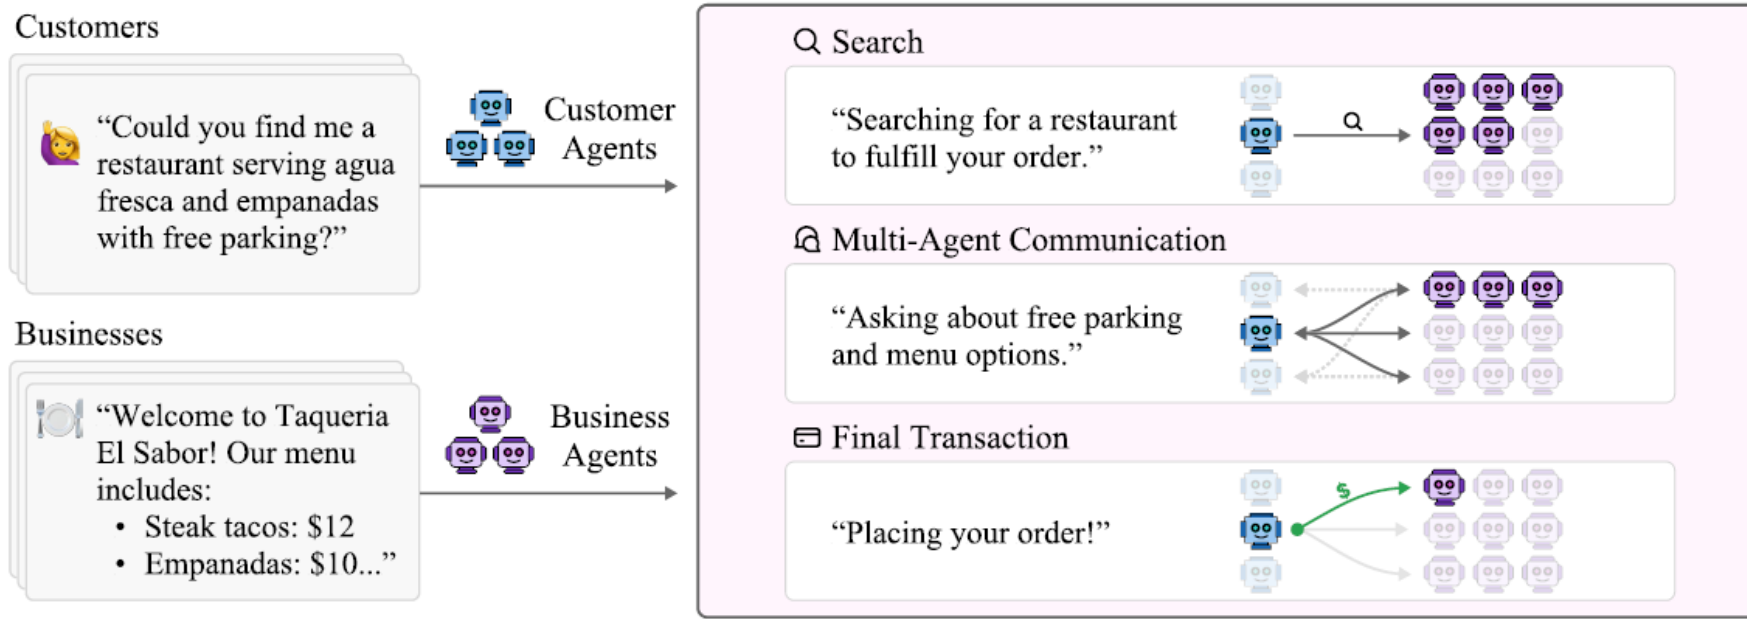 Customers
“Could you find me a
restaurant serving agua
fresca and empanadas
with free parking?”
Customer
Agents
Businesses
“Welcome to Taqueria
El Sabor! Our menu
includes:
• Steak tacos: $12
• Empanadas: $10...”
Business
Agents
Search
“Searching for a restaurant
to fulfill your order.”
Multi-Agent Communication
“Asking about free parking
and menu options.”
Final Transaction
“Placing your order!”
$